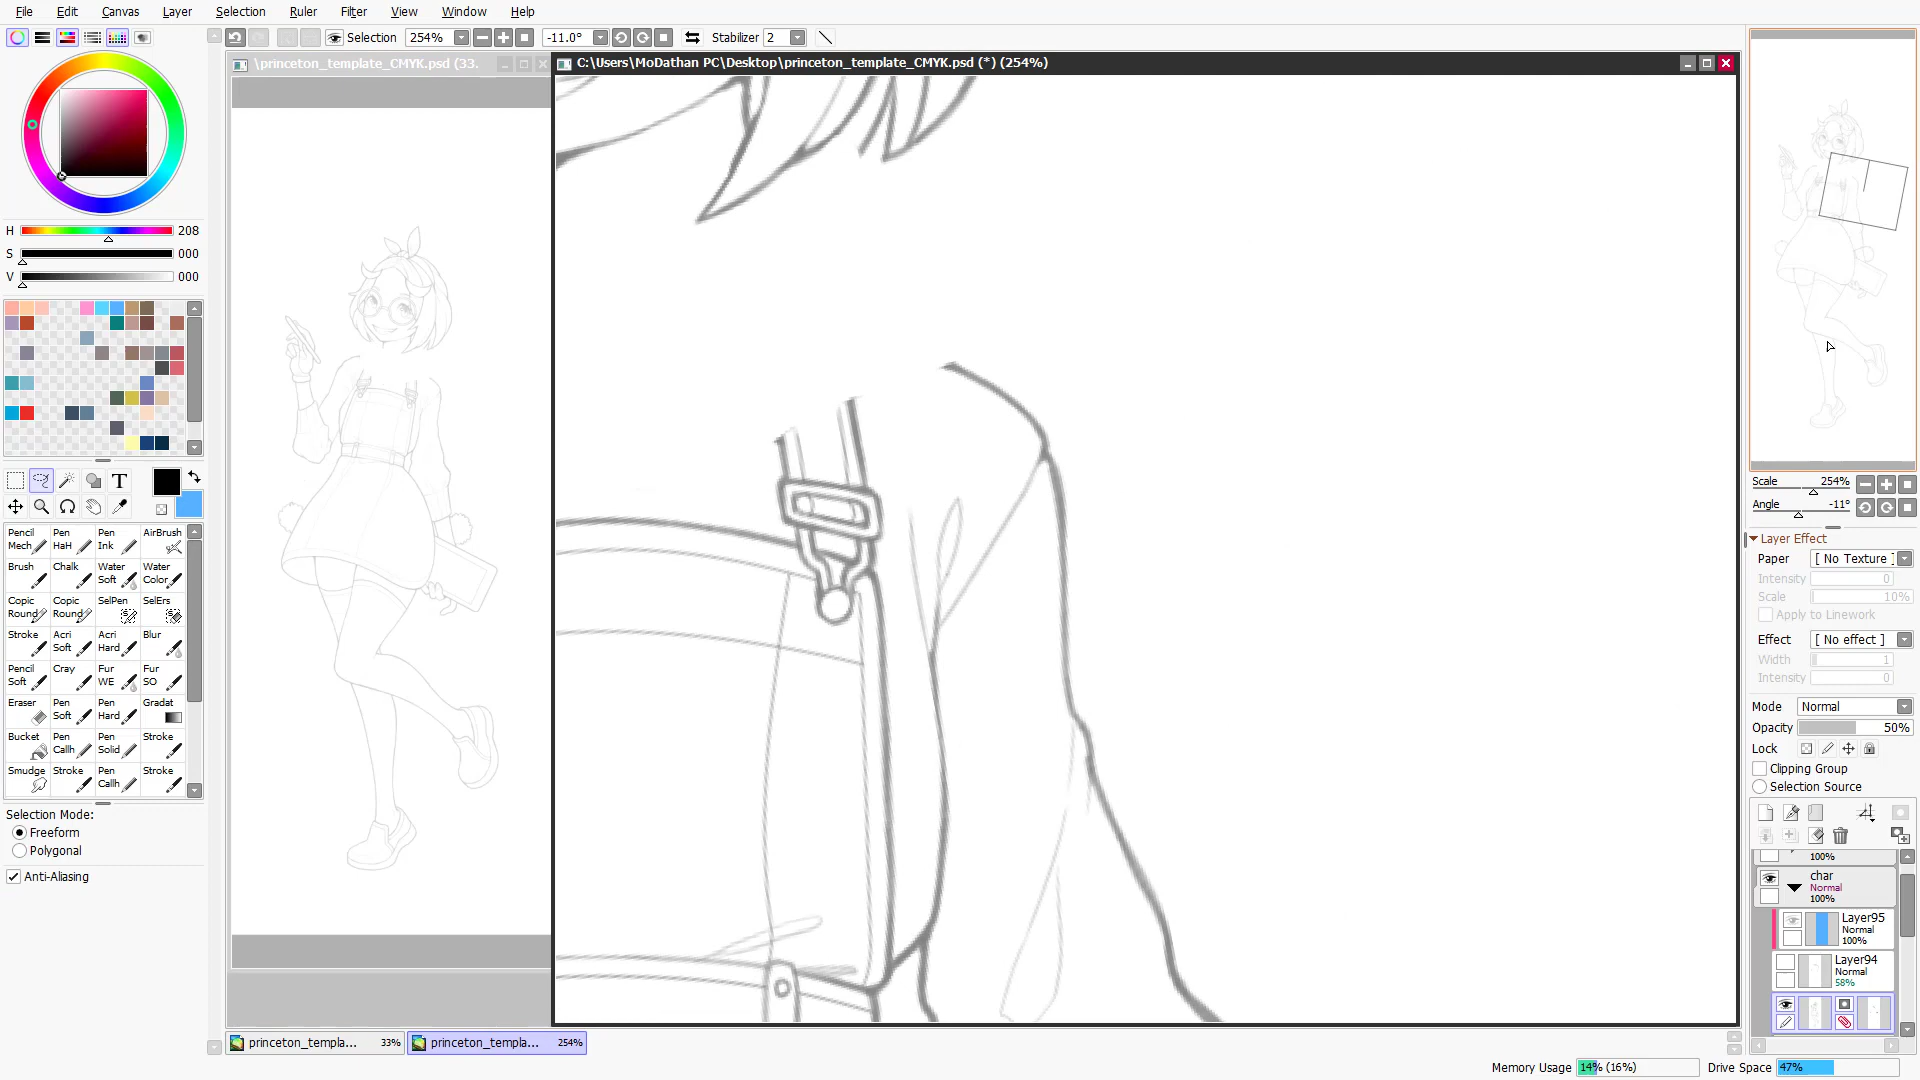 File Edit Canvas Layer Selection Ruler Filter View Window Help
Selection 254% -11.0° Stabilizer 2
\princeton_template_CMYK.psd (33.
C:\Users\MoDathan PC\Desktop\princeton_template_CMYK.psd (*) (254%)
H 208
S 000
V 000
T
Pencil Mech
Pen HaH
Pen Ink
AirBrush
Brush
Chalk
Water Soft
Water Color
Copic Round
Copic Round
SelPen
SelErs
Stroke
Acri Soft
Acri Hard
Blur
Pencil Soft
Cray
Fur WE
Fur SO
Eraser
Pen Soft
Pen Hard
Gradat
Bucket
Pen Callh
Pen Solid
Stroke
Smudge
Stroke
Pen Callh
Stroke
Selection Mode:
Freeform
Polygonal
Anti-Aliasing
Scale 254%
Angle -11°
Layer Effect
Paper [ No Texture ]
Intensity 0
Scale 10%
Apply to Linework
Effect [ No effect ]
Width 1
Intensity 0
Mode Normal
Opacity 50%
Lock
Clipping Group
Selection Source
100%
char
Normal
100%
Layer95
Normal
100%
Layer94
Normal
58%
princeton_templa... 33%
princeton_templa... 254%
Memory Usage 14% (16%) Drive Space 47%